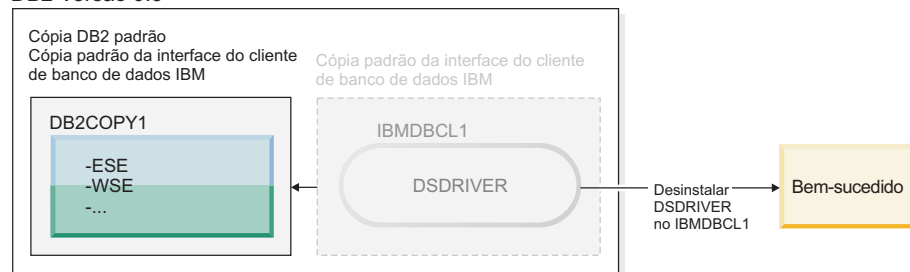 Cópia DB2 padrão
Cópia padrão da interface do cliente
de banco de dados IBM
Cópia padrão da interface do cliente
de banco de dados IBM
DB2COPY1
-ESE
-WSE
-...
IBMDBCL1
DSDRIVER
Desinstalar
DSDRIVER
no IBMDBCL1
Bem-sucedido